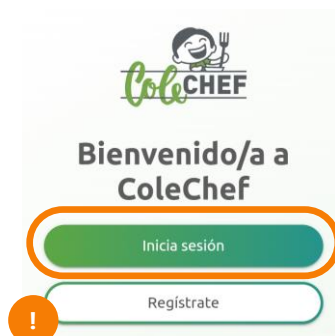 ColeCHEF
Bienvenido/a a
ColeChef
Inicia sesión
Regístrate
!